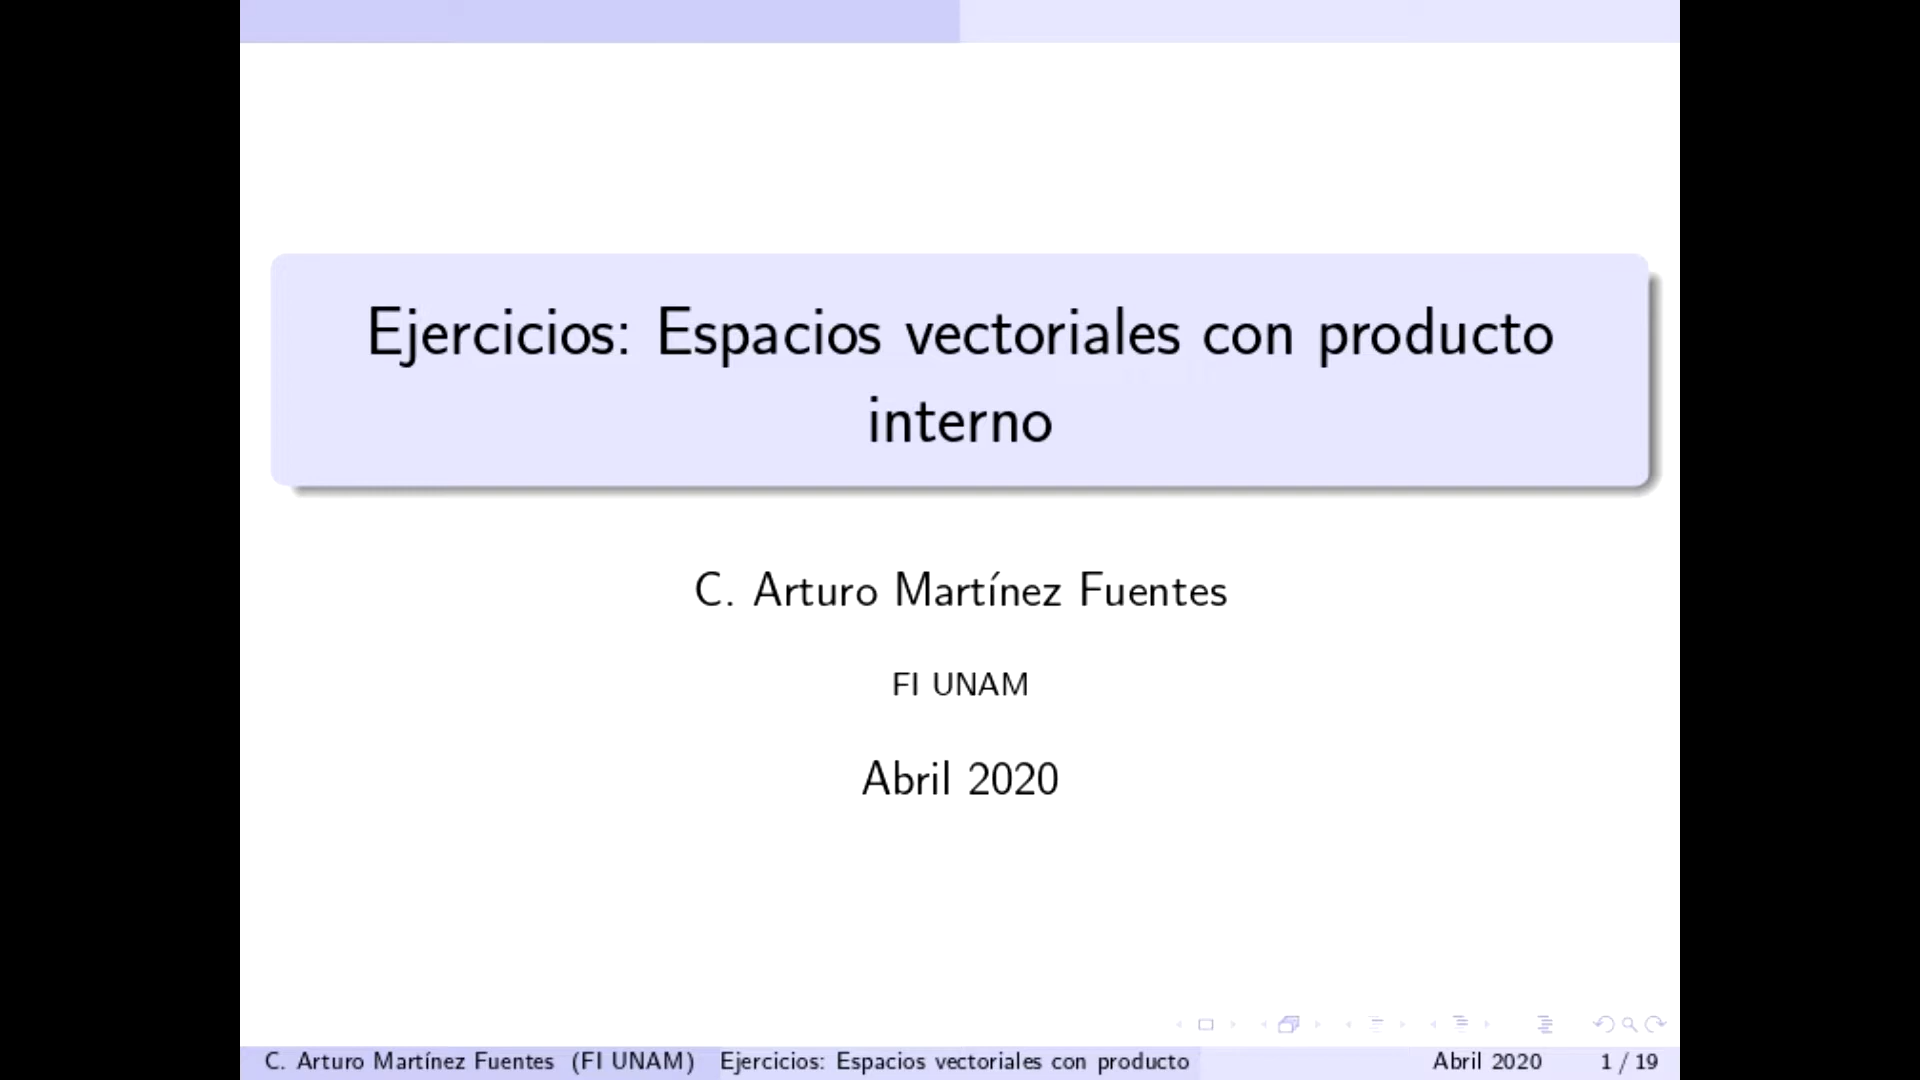 Ejercicios: Espacios vectoriales con producto
interno
C. Arturo Martínez Fuentes
FI UNAM
Abril 2020
C. Arturo Martínez Fuentes (FI UNAM) Ejercicios: Espacios vectoriales con producto Abril 2020 1 / 19